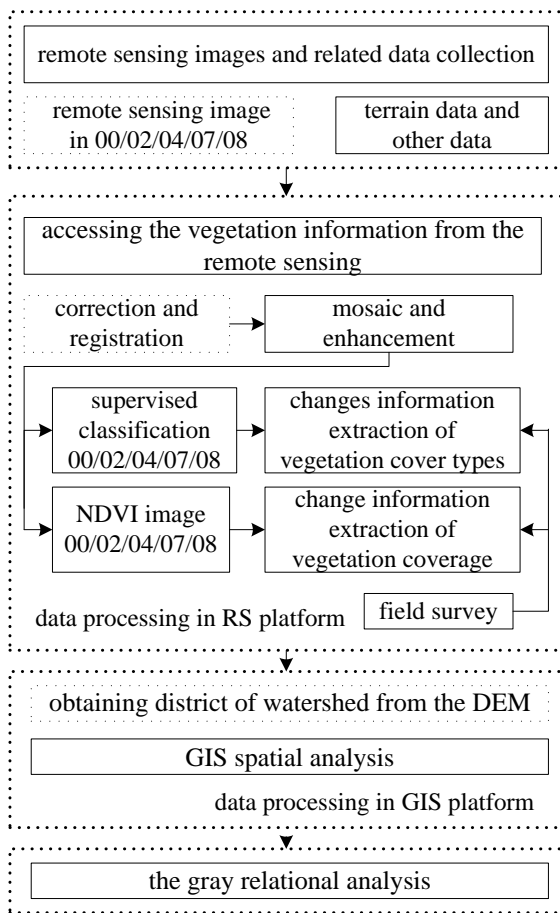 remote sensing images and related data collection
remote sensing image
in 00/02/04/07/08
terrain data and
other data
accessing the vegetation information from the
remote sensing
correction and
registration
mosaic and
enhancement
supervised
classification
00/02/04/07/08
changes information
extraction of
vegetation cover types
NDVI image
00/02/04/07/08
change information
extraction of
vegetation coverage
data processing in RS platform
field survey
obtaining district of watershed from the DEM
GIS spatial analysis
data processing in GIS platform
the gray relational analysis